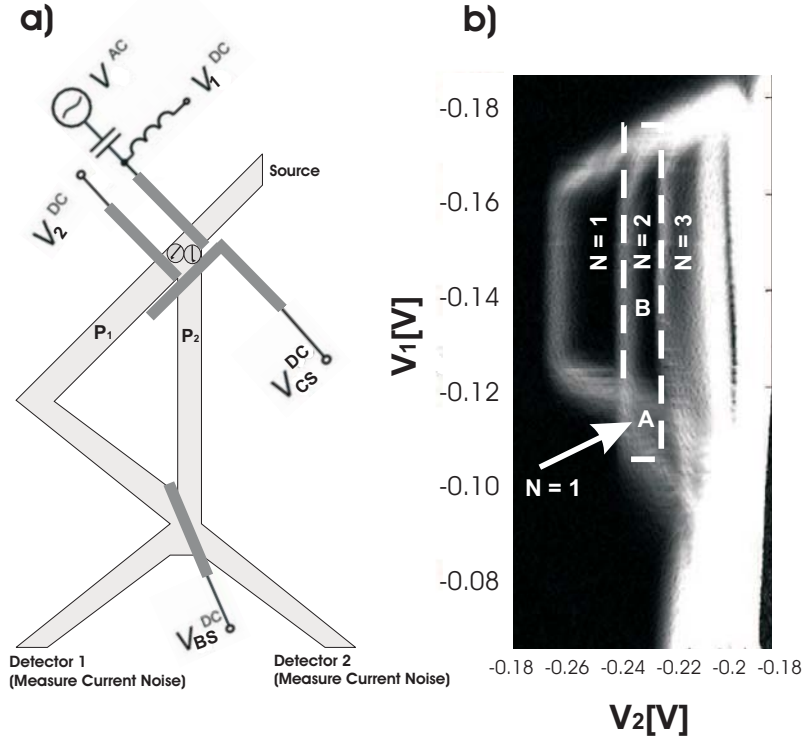 a)
V AC
V₁ DC
Source
V₂ DC
P₁
P₂
V CS DC
V BS DC
Detector 1
(Measure Current Noise)
Detector 2
(Measure Current Noise)
b)
V₁[V]
-0.18
-0.16
-0.14
-0.12
-0.10
-0.08
N = 1
N = 2
N = 3
B
A
N = 1
-0.18 -0.26 -0.24 -0.22 -0.2 -0.18
V₂[V]